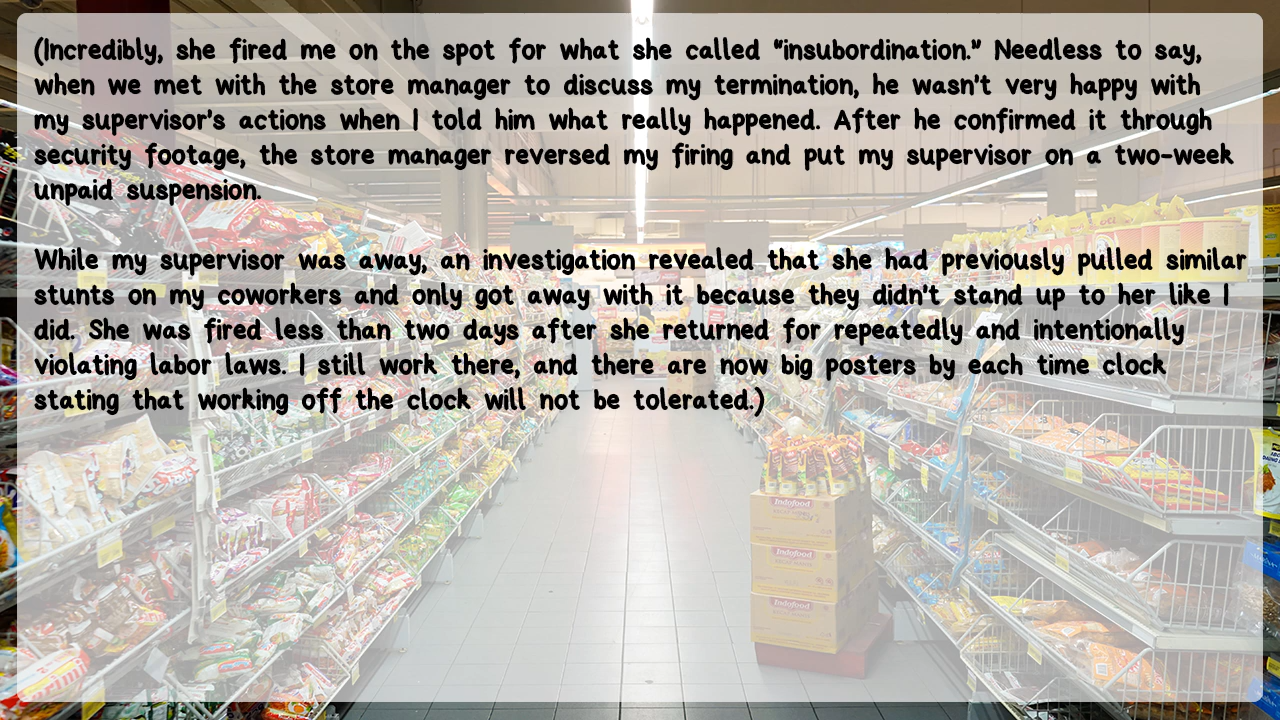 (Incredibly, she fired me on the spot for what she called "insubordination." Needless to say,
when we met with the store manager to discuss my termination, he wasn't very happy with
my supervisor's actions when I told him what really happened. After he confirmed it through
security footage, the store manager reversed my firing and put my supervisor on a two-week
unpaid suspension.
While my supervisor was away, an investigation revealed that she had previously pulled similar
stunts on my coworkers and only got away with it because they didn't stand up to her like I
did. She was fired less than two days after she returned for repeatedly and intentionally
violating labor laws. I still work there, and there are now big posters by each time clock
stating that working off the clock will not be tolerated.)
Indofood
Indofood
Indofood